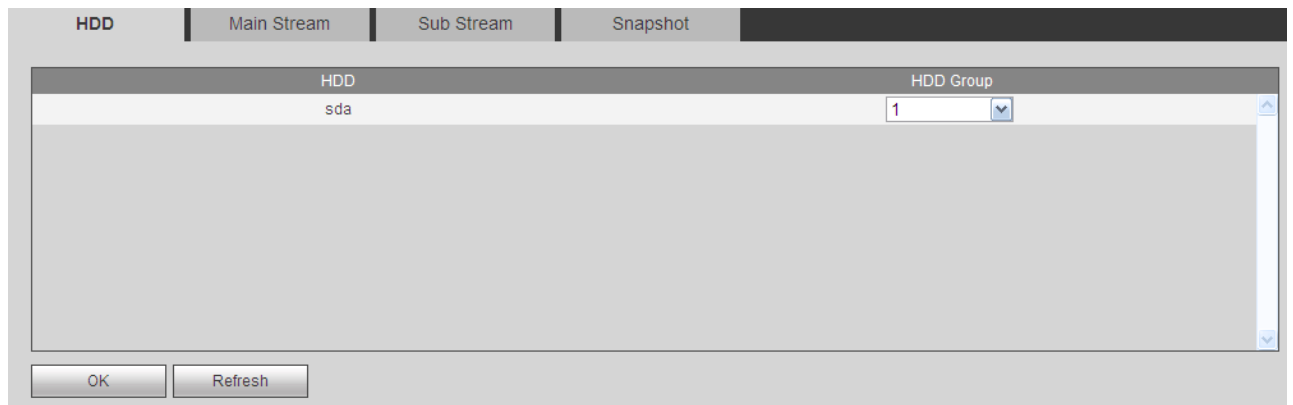 HDD Main Stream Sub Stream Snapshot
HDD HDD Group
sda 1
OK Refresh